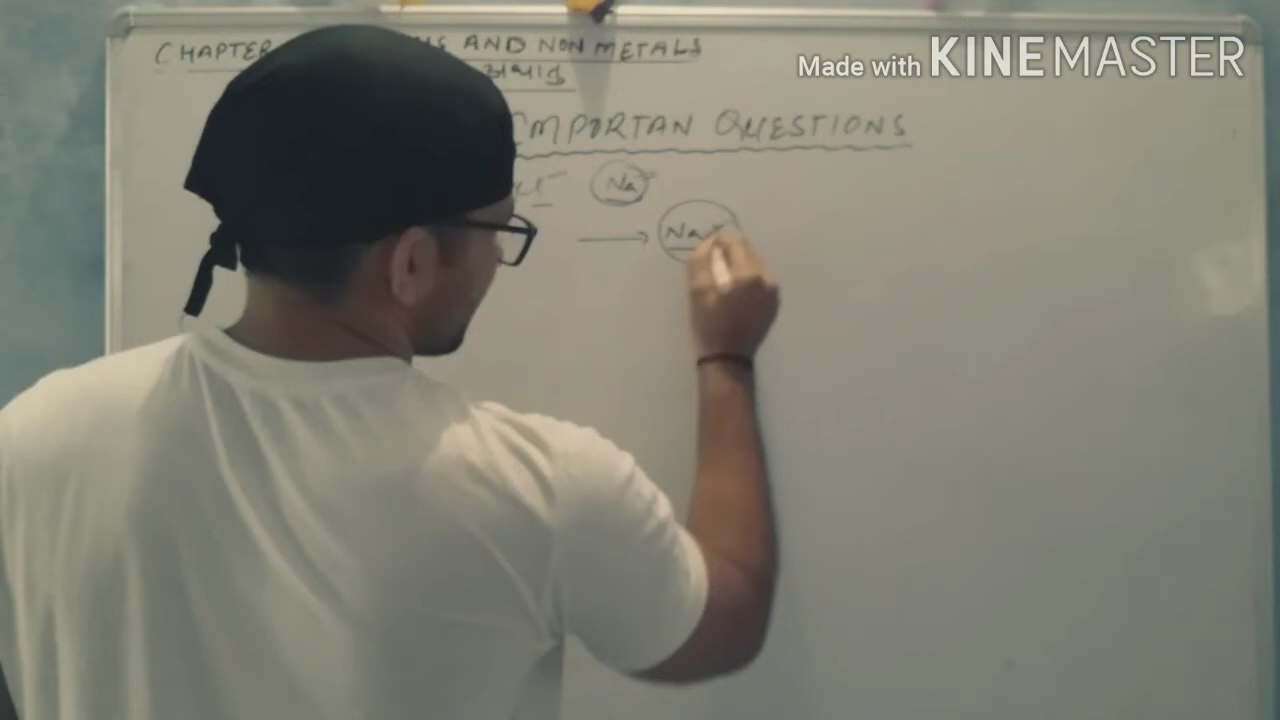 CHAPTER AND NON METALS
Made with KINEMASTER
IMPORTAN QUESTIONS
Na
→ Na